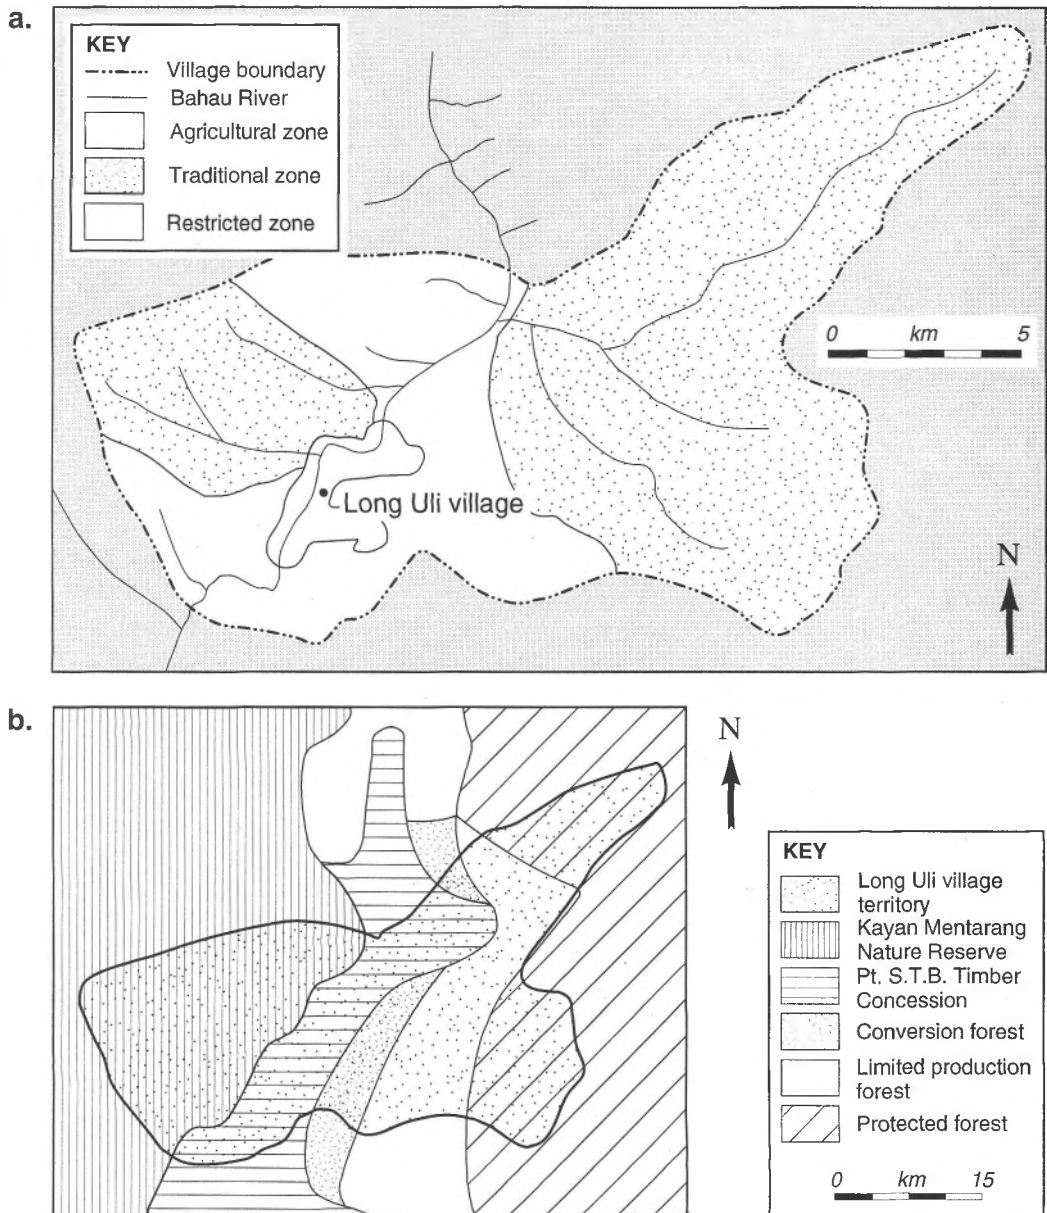 a.
KEY
Village boundary
Bahau River
Agricultural zone
Traditional zone
Restricted zone
0 km 5
Long Uli village
N
b.
N
KEY
Long Uli village
territory
Kayan Mentarang
Nature Reserve
Pt. S.T.B. Timber
Concession
Conversion forest
Limited production
forest
Protected forest
0 km 15